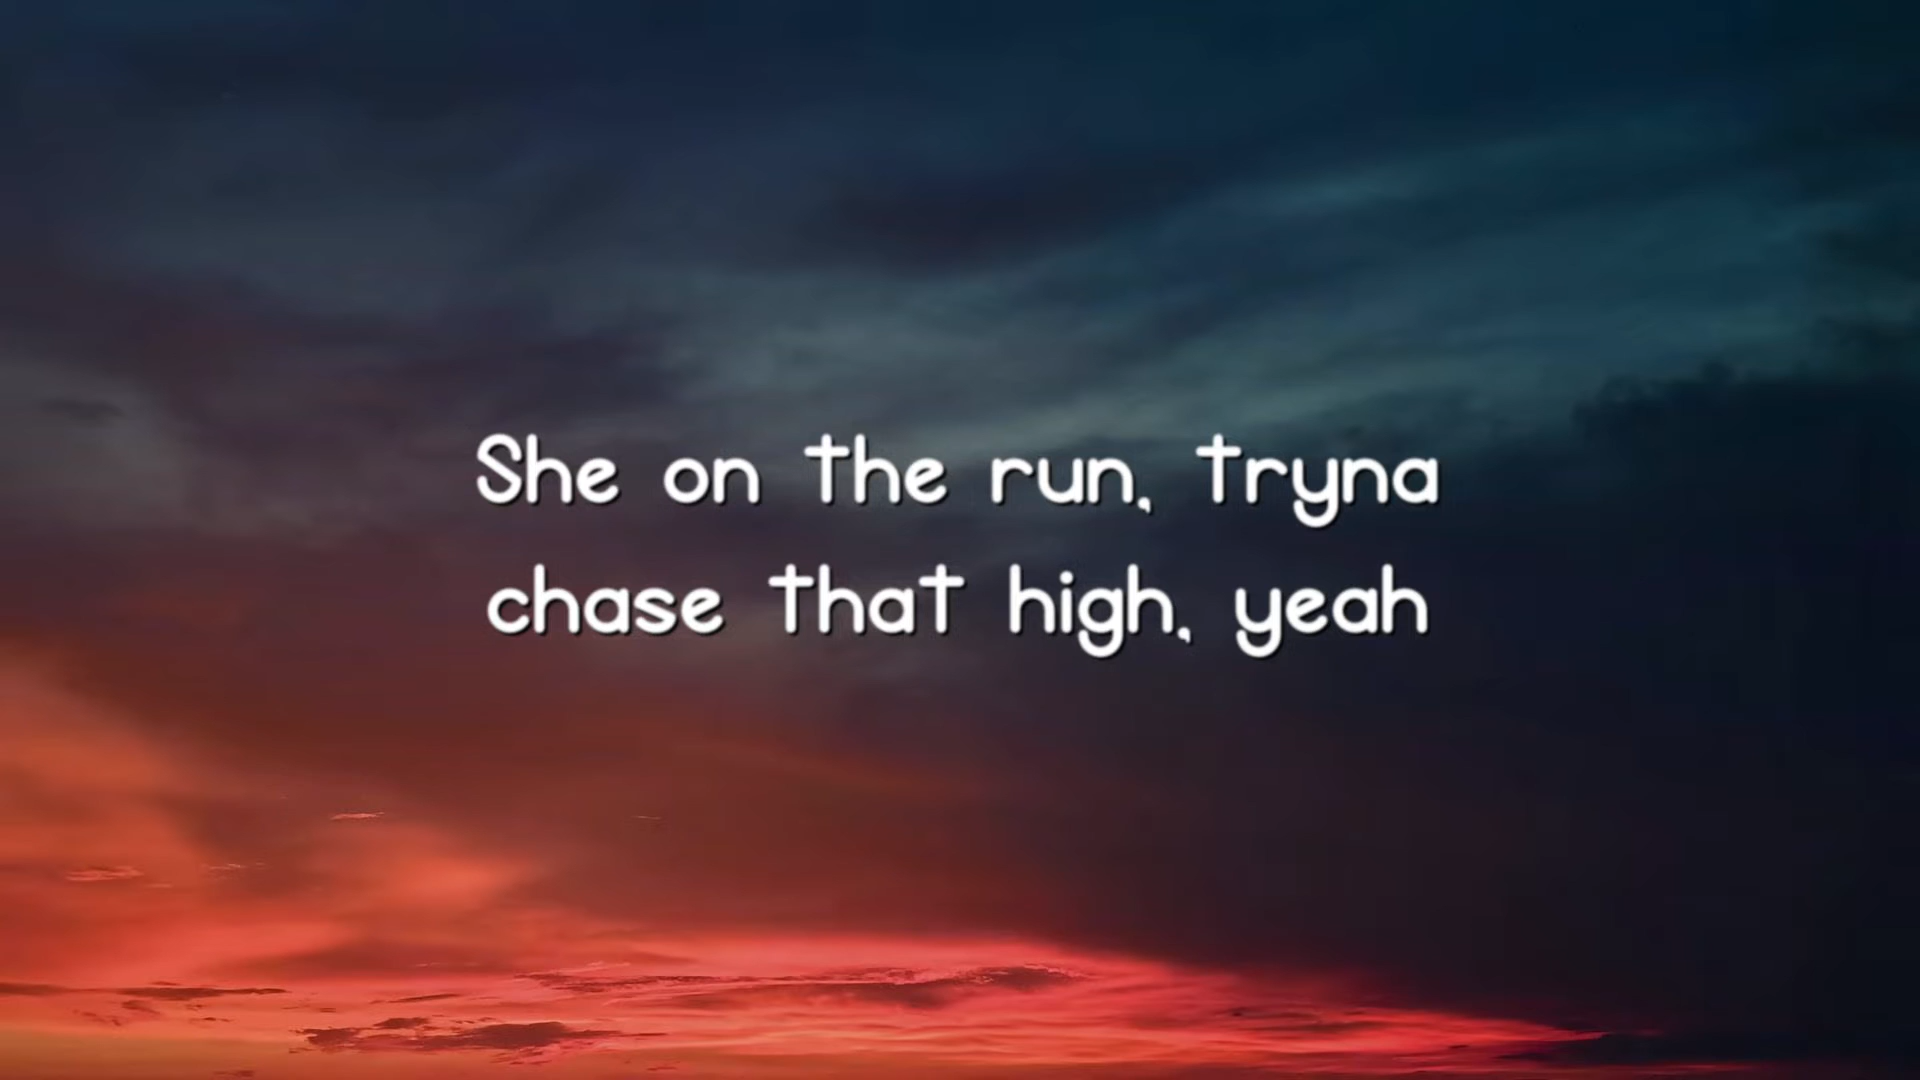 She on the run, tryna
chase that high, yeah